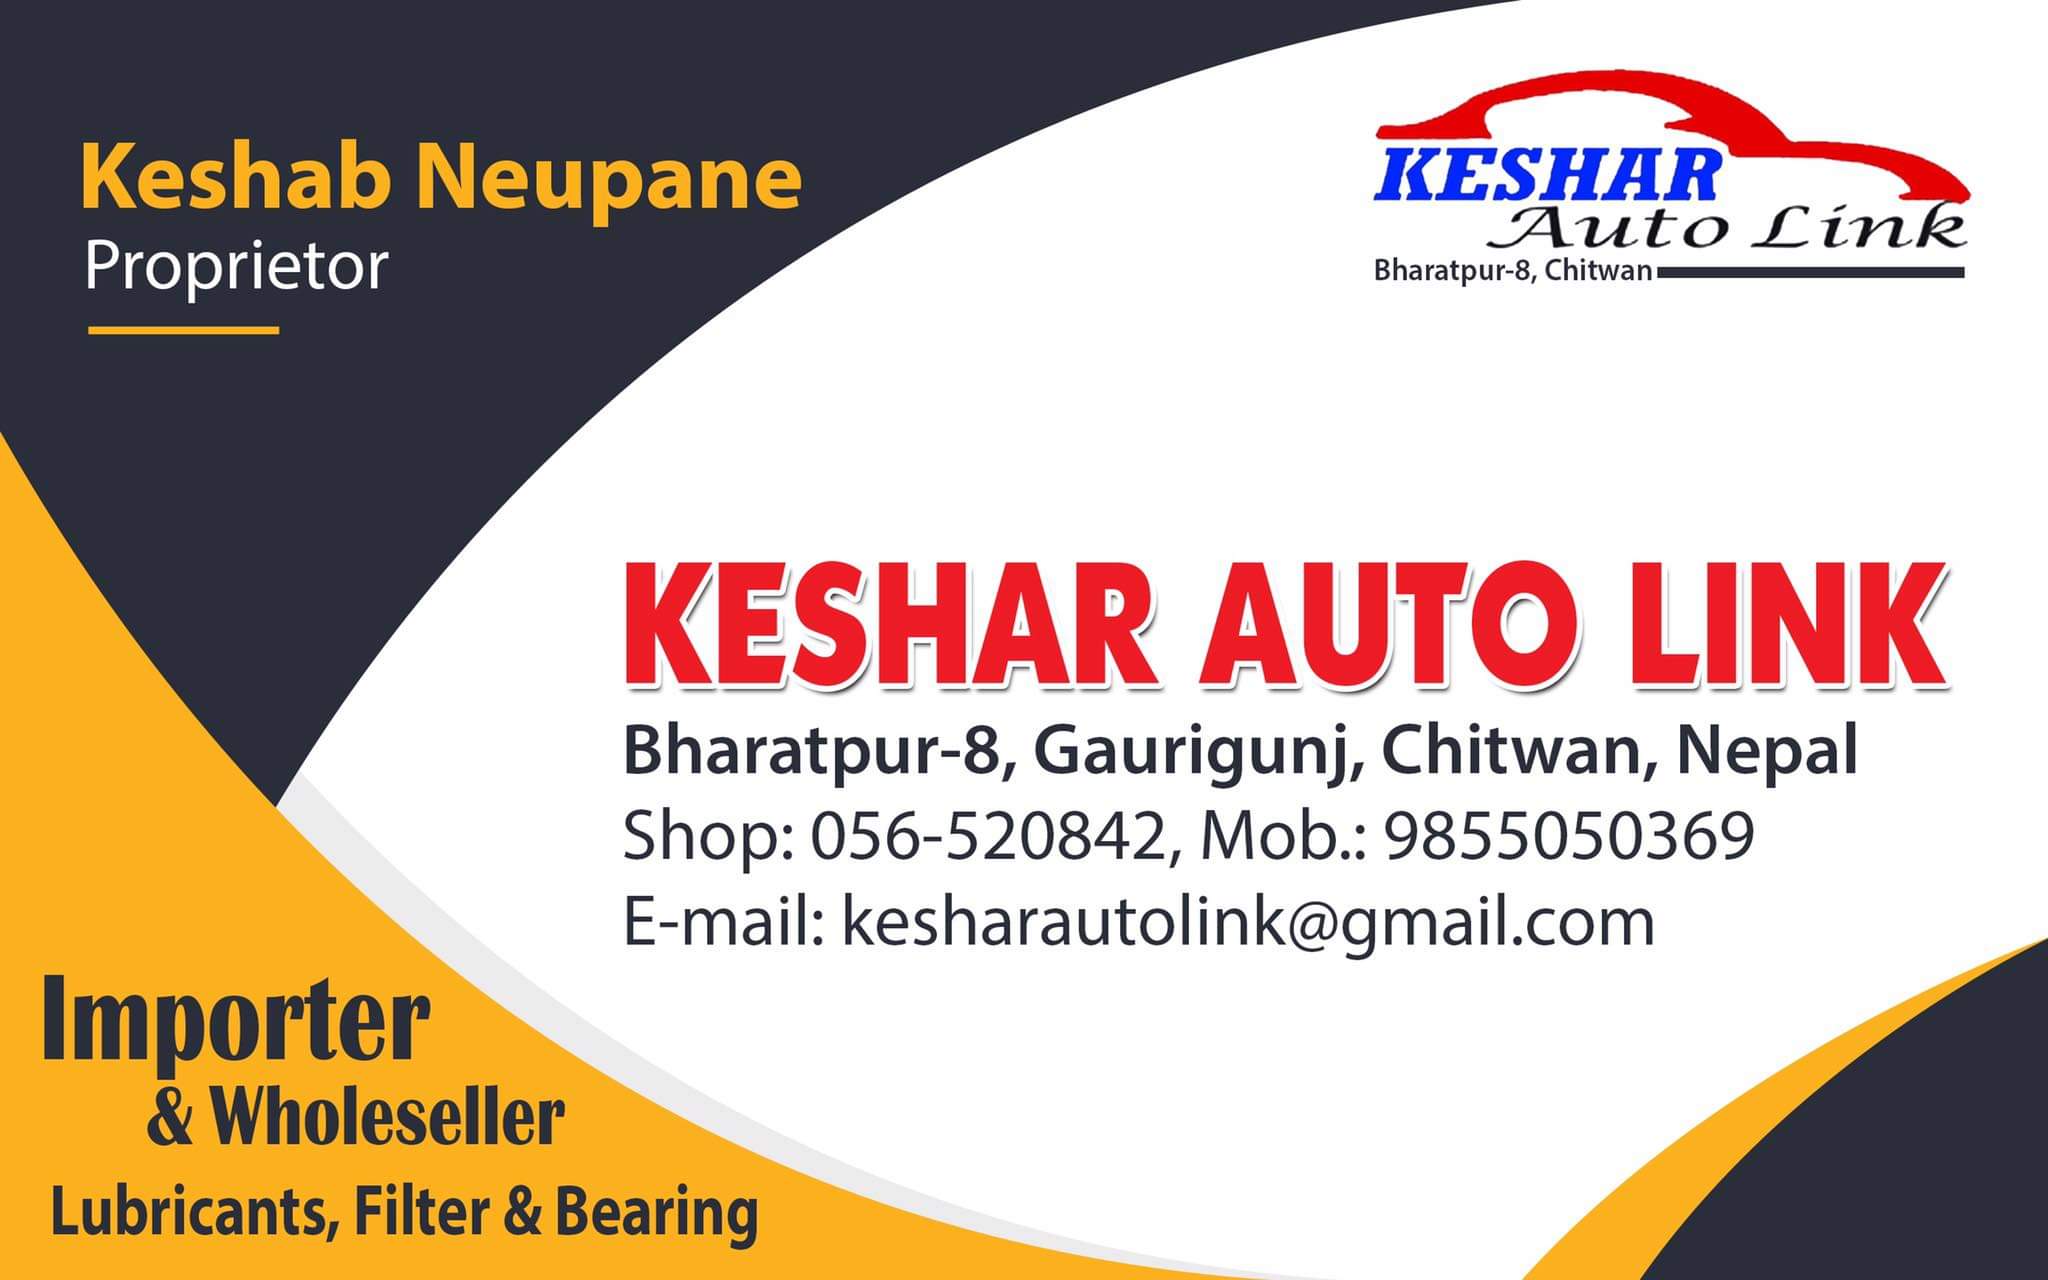 Keshab Neupane
Proprietor
KESHAR
Auto Link
Bharatpur-8, Chitwan
KESHAR AUTO LINK
Bharatpur-8, Gaurigunj, Chitwan, Nepal
Shop: 056-520842, Mob.: 9855050369
E-mail: kesharautolink@gmail.com
Importer
& Wholeseller
Lubricants, Filter & Bearing